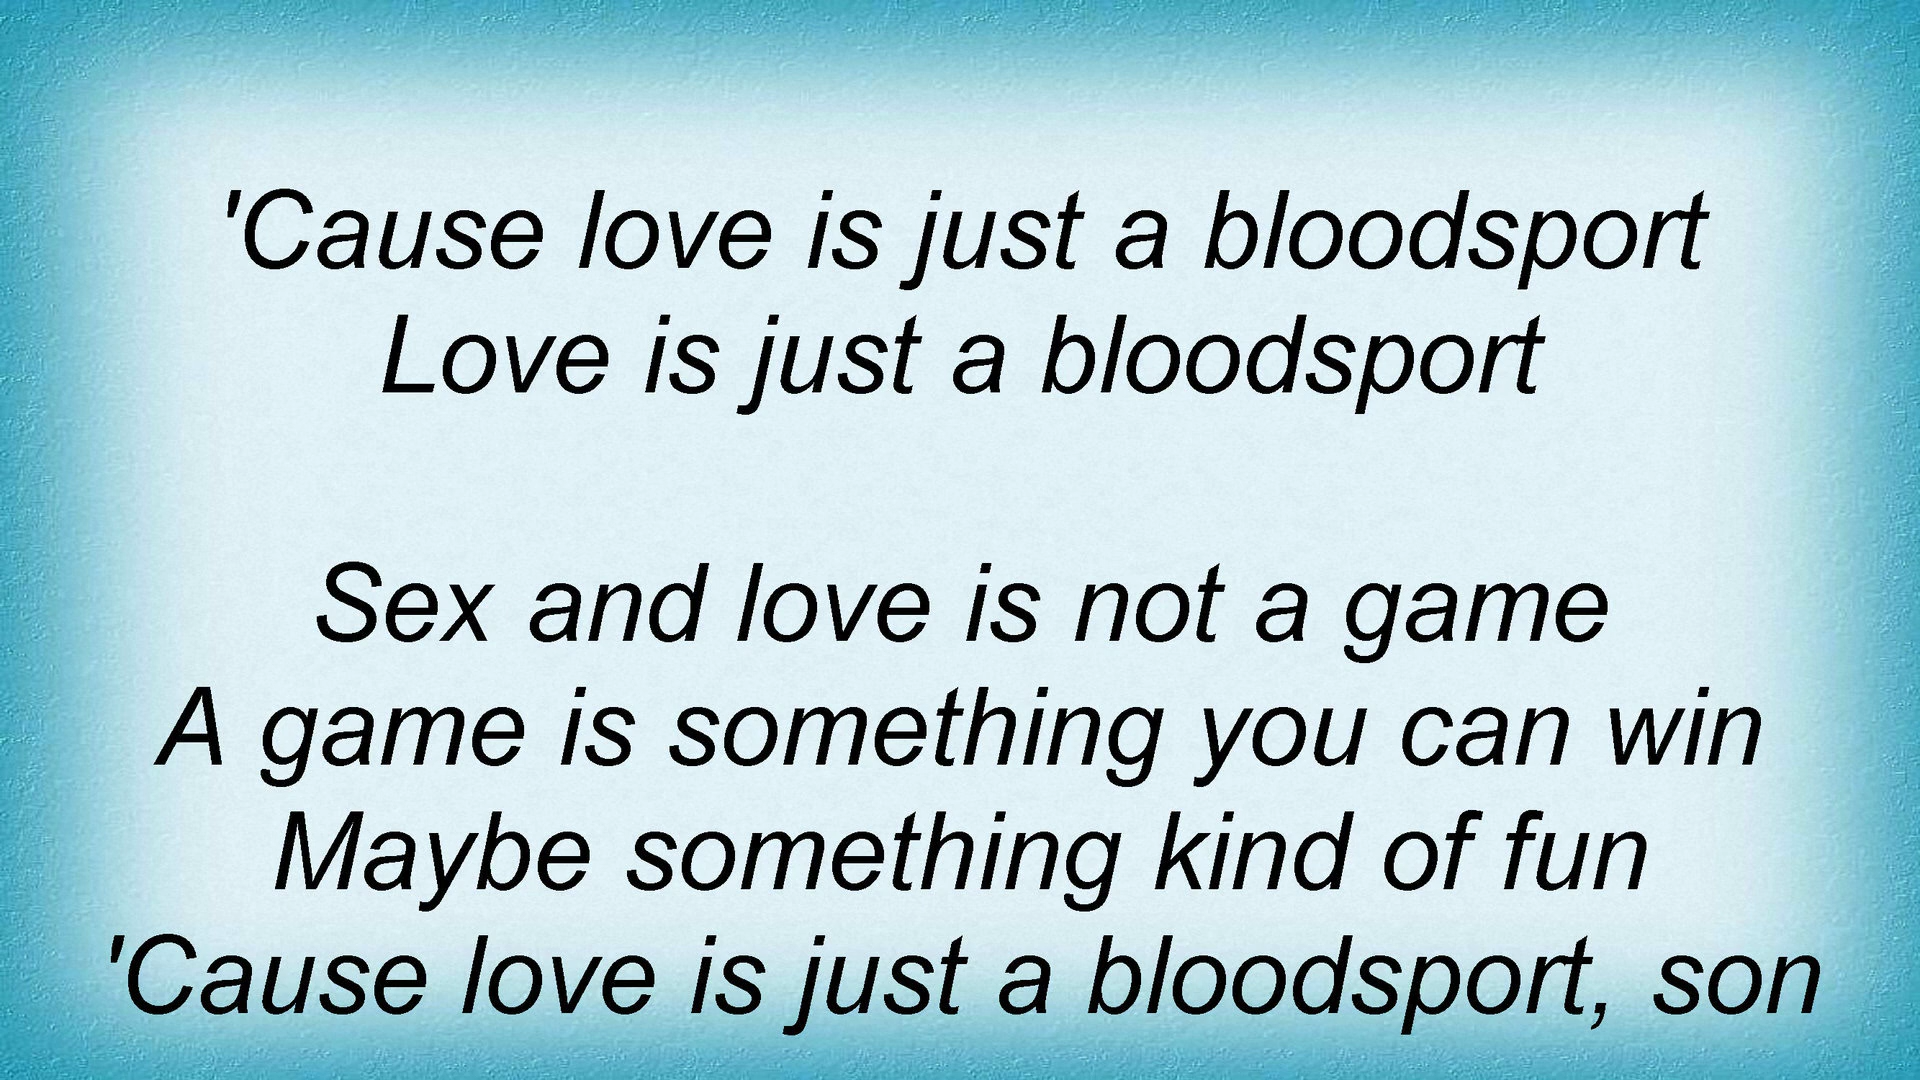 'Cause love is just a bloodsport
Love is just a bloodsport
Sex and love is not a game
A game is something you can win
Maybe something kind of fun
'Cause love is just a bloodsport, son